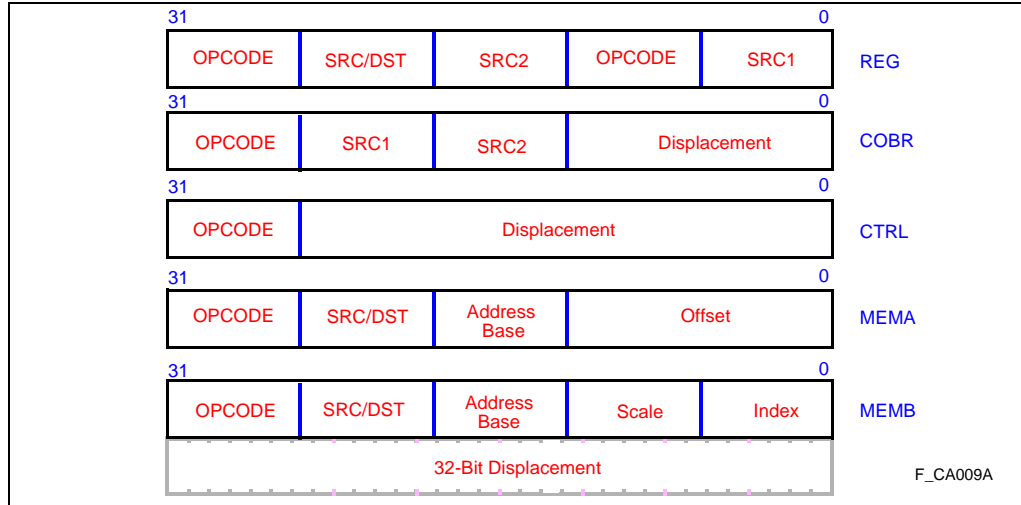 31 0
OPCODE SRC/DST SRC2 OPCODE SRC1 REG
31 0
OPCODE SRC1 SRC2 Displacement COBR
31 0
OPCODE Displacement CTRL
31 0
OPCODE SRC/DST Address Base Offset MEMA
31 0
OPCODE SRC/DST Address Base Scale Index MEMB
32-Bit Displacement
F_CA009A